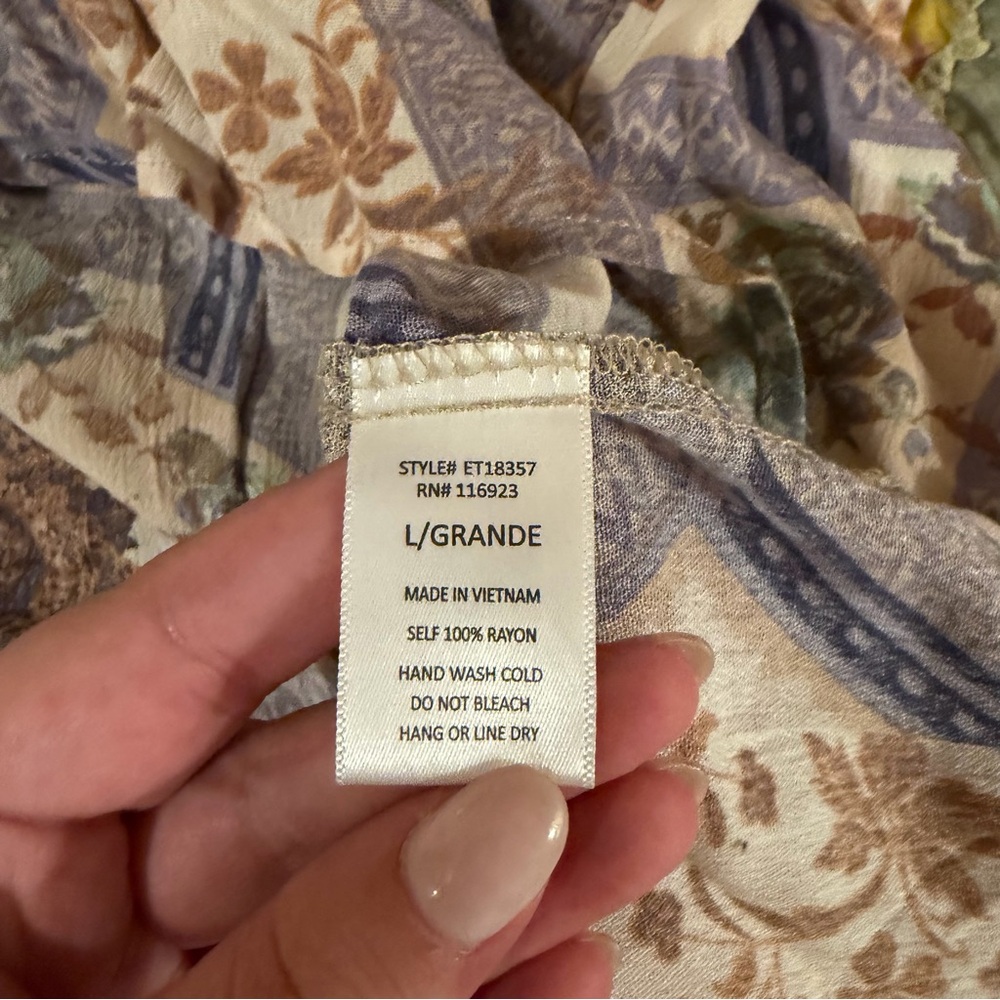 STYLE# ET18357
RN# 116923
L/GRANDE
MADE IN VIETNAM
SELF 100% RAYON
HAND WASH COLD
DO NOT BLEACH
HANG OR LINE DRY